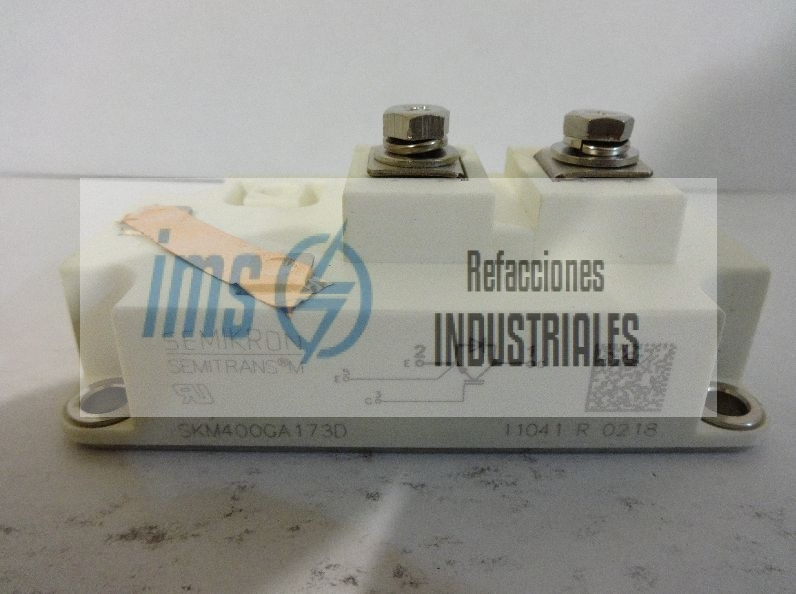 ims
Refacciones
INDUSTRIALES
SEMIKRON
SEMITRANS®M
SKM400GA173D
11041 R 0218